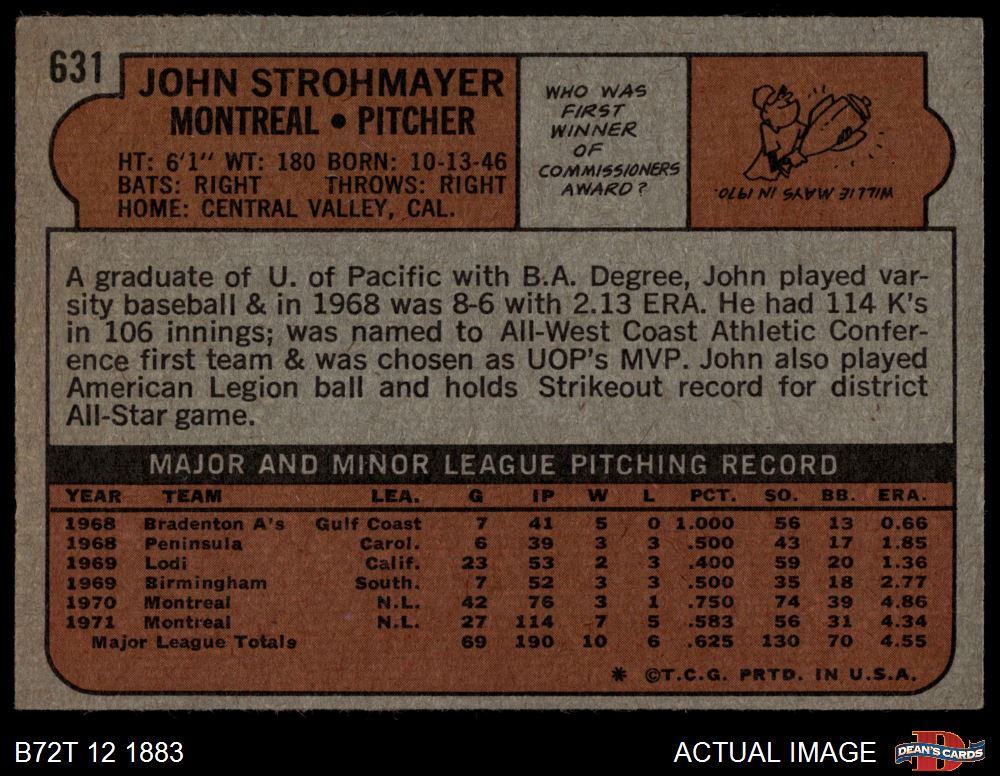 631
JOHN STROHMAYER
MONTREAL • PITCHER
HT: 6'1" WT: 180 BORN: 10-13-46
BATS: RIGHT THROWS: RIGHT
HOME: CENTRAL VALLEY, CAL.
WHO WAS
FIRST
WINNER
OF
COMMISSIONERS
AWARD?
WILLIE MAYS IN 1970.
A graduate of U. of Pacific with B.A. Degree, John played var-
sity baseball & in 1968 was 8-6 with 2.13 ERA. He had 114 K's
in 106 innings; was named to All-West Coast Athletic Confer-
ence first team & was chosen as UOP's MVP. John also played
American Legion ball and holds Strikeout record for district
All-Star game.
MAJOR AND MINOR LEAGUE PITCHING RECORD
YEAR TEAM LEA. G IP W L PCT. SO. BB. ERA.
1968 Bradenton A's Gulf Coast 7 41 5 0 1.000 56 13 0.66
1968 Peninsula Carol. 6 39 3 3 .500 43 17 1.85
1969 Lodi Calif. 23 53 2 3 .400 59 20 1.36
1969 Birmingham South. 7 52 3 3 .500 35 18 2.77
1970 Montreal N.L. 42 76 3 1 .750 74 39 4.86
1971 Montreal N.L. 27 114 7 5 .583 56 31 4.34
Major League Totals 69 190 10 6 .625 130 70 4.55
* ©T.C.G. PRTD. IN U.S.A.
B72T 12 1883
ACTUAL IMAGE
DEAN'S CARDS